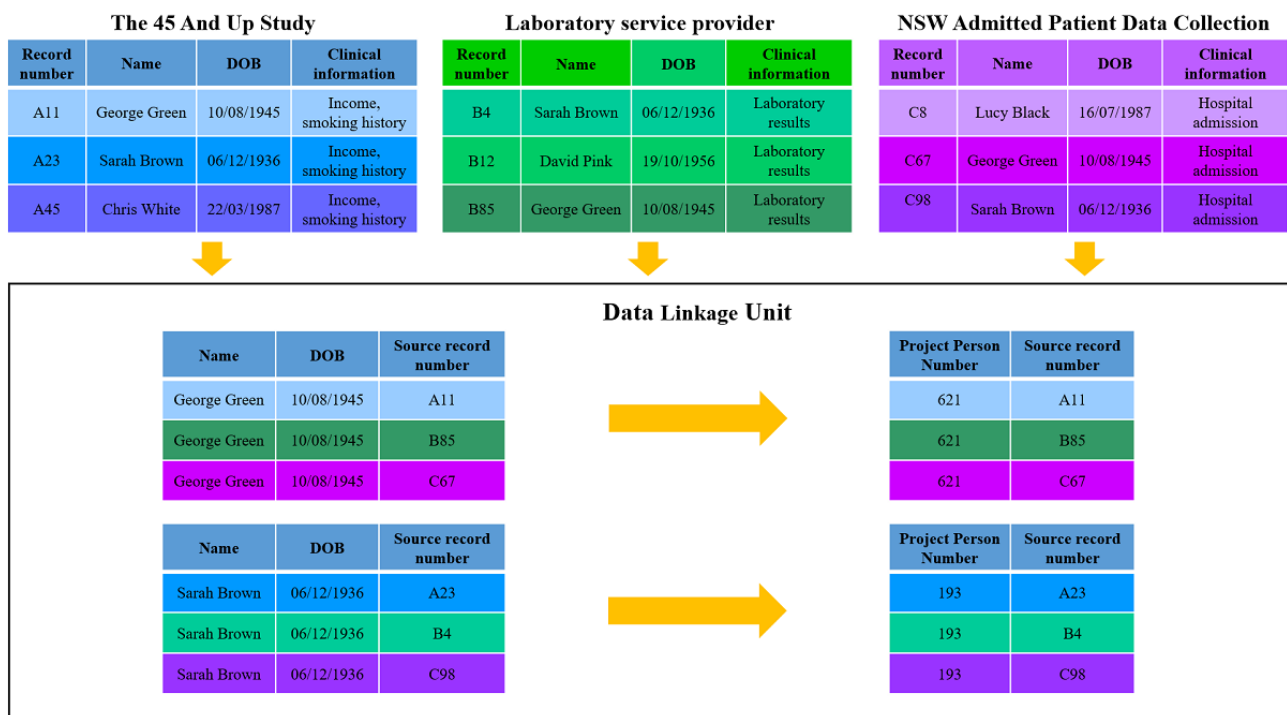 The 45 And Up Study
Record number Name DOB Clinical information
A11 George Green 10/08/1945 Income, smoking history
A23 Sarah Brown 06/12/1936 Income, smoking history
A45 Chris White 22/03/1987 Income, smoking history
Laboratory service provider
Record number Name DOB Clinical information
B4 Sarah Brown 06/12/1936 Laboratory results
B12 David Pink 19/10/1956 Laboratory results
B85 George Green 10/08/1945 Laboratory results
NSW Admitted Patient Data Collection
Record number Name DOB Clinical information
C8 Lucy Black 16/07/1987 Hospital admission
C67 George Green 10/08/1945 Hospital admission
C98 Sarah Brown 06/12/1936 Hospital admission
Data Linkage Unit
Name DOB Source record number
George Green 10/08/1945 A11
George Green 10/08/1945 B85
George Green 10/08/1945 C67
Project Person Number Source record number
621 A11
621 B85
621 C67
Name DOB Source record number
Sarah Brown 06/12/1936 A23
Sarah Brown 06/12/1936 B4
Sarah Brown 06/12/1936 C98
Project Person Number Source record number
193 A23
193 B4
193 C98